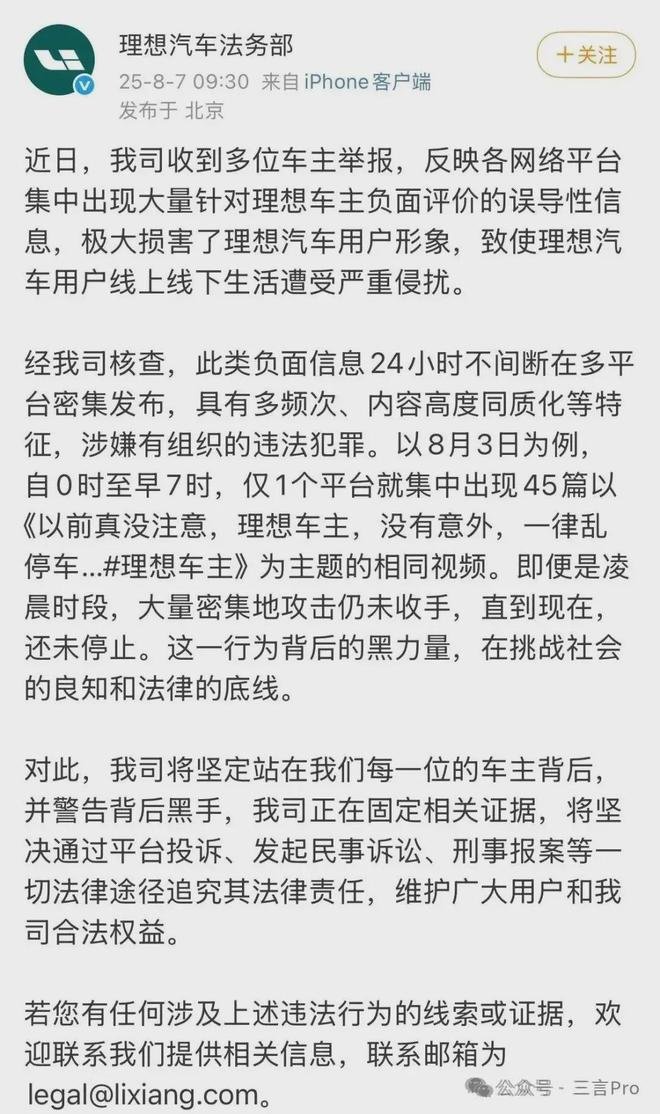 理想汽车法务部
+关注
25-8-7 09:30 来自 iPhone客户端
发布于 北京
近日，我司收到多位车主举报，反映各网络平台
集中出现大量针对理想车主负面评价的误导性信
息，极大损害了理想汽车用户形象，致使理想汽
车用户线上线下生活遭受严重侵扰。
经我司核查，此类负面信息24小时不间断在多平
台密集发布，具有多频次、内容高度同质化等特
征，涉嫌有组织的违法犯罪。以8月3日为例，
自0时至早7时，仅1个平台就集中出现45篇以
《以前真没注意，理想车主，没有意外，一律乱
停车...#理想车主》为主题的相同视频。即便是凌
晨时段，大量密集地攻击仍未收手，直到现在，
还未停止。这一行为背后的黑力量，在挑战社会
的良知和法律的底线。
对此，我司将坚定站在我们每一位的车主背后，
并警告背后黑手，我司正在固定相关证据，将坚
决通过平台投诉、发起民事诉讼、刑事报案等一
切法律途径追究其法律责任，维护广大用户和我
司合法权益。
若您有任何涉及上述违法行为的线索或证据，欢
迎联系我们提供相关信息，联系邮箱为
legal@lixiang.com。
公众号 - 三言Pro